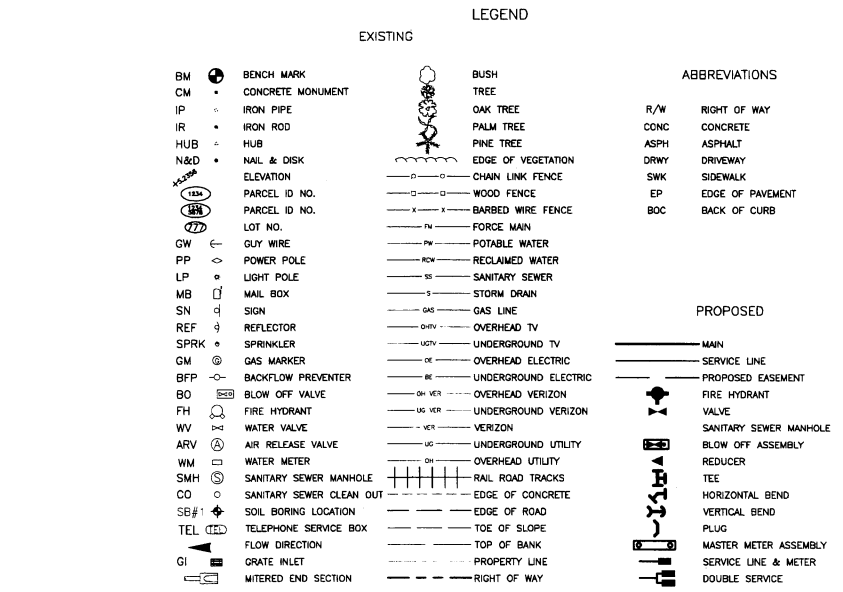 LEGEND
EXISTING
BM BENCH MARK
CM CONCRETE MONUMENT
IP IRON PIPE
IR IRON ROD
HUB HUB
N&D NAIL & DISK
ELEVATION
1234 PARCEL ID NO.
1234 5678 PARCEL ID NO.
777 LOT NO.
GW GUY WIRE
PP POWER POLE
LP LIGHT POLE
MB MAIL BOX
SN SIGN
REF REFLECTOR
SPRK SPRINKLER
GM G GAS MARKER
BFP BACKFLOW PREVENTER
BO BLOW OFF VALVE
FH FIRE HYDRANT
WV WATER VALVE
ARV A AIR RELEASE VALVE
WM WATER METER
SMH S SANITARY SEWER MANHOLE
CO SANITARY SEWER CLEAN OUT
SB#1 SOIL BORING LOCATION
TEL TEL TELEPHONE SERVICE BOX
FLOW DIRECTION
GI GRATE INLET
MITERED END SECTION
BUSH
TREE
OAK TREE
PALM TREE
PINE TREE
EDGE OF VEGETATION
CHAIN LINK FENCE
WOOD FENCE
X X BARBED WIRE FENCE
FM FORCE MAIN
PW POTABLE WATER
RCW RECLAIMED WATER
SS SANITARY SEWER
S STORM DRAIN
GAS GAS LINE
OHTV OVERHEAD TV
UGTV UNDERGROUND TV
OE OVERHEAD ELECTRIC
BE UNDERGROUND ELECTRIC
OH VER OVERHEAD VERIZON
UG VER UNDERGROUND VERIZON
VER VERIZON
UG UNDERGROUND UTILITY
OH OVERHEAD UTILITY
RAIL ROAD TRACKS
EDGE OF CONCRETE
EDGE OF ROAD
TOE OF SLOPE
TOP OF BANK
PROPERTY LINE
RIGHT OF WAY
ABBREVIATIONS
R/W RIGHT OF WAY
CONC CONCRETE
ASPH ASPHALT
DRWY DRIVEWAY
SWK SIDEWALK
EP EDGE OF PAVEMENT
BOC BACK OF CURB
PROPOSED
MAIN
SERVICE LINE
PROPOSED EASEMENT
FIRE HYDRANT
VALVE
SANITARY SEWER MANHOLE
BLOW OFF ASSEMBLY
REDUCER
TEE
HORIZONTAL BEND
VERTICAL BEND
PLUG
MASTER METER ASSEMBLY
SERVICE LINE & METER
DOUBLE SERVICE